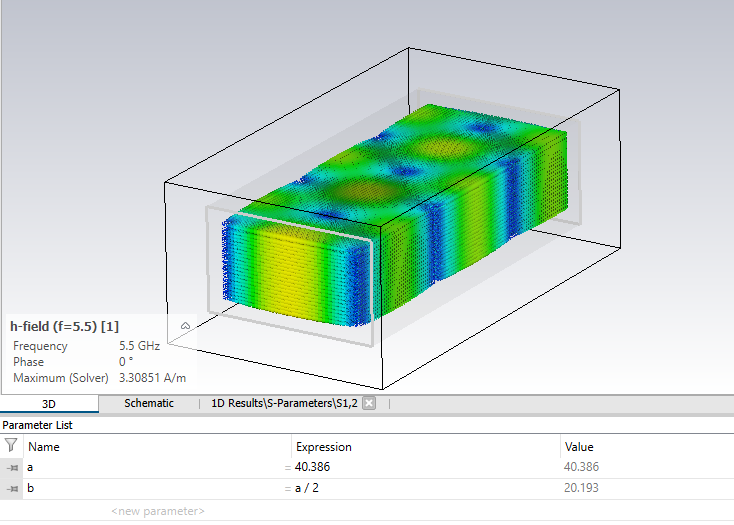 h-field (f=5.5) [1]
Frequency 5.5 GHz
Phase 0 °
Maximum (Solver) 3.30851 A/m
3D Schematic 1D Results\S-Parameters\S1,2
Parameter List
Name Expression Value
a = 40.386 40.386
b = a / 2 20.193
<new parameter>